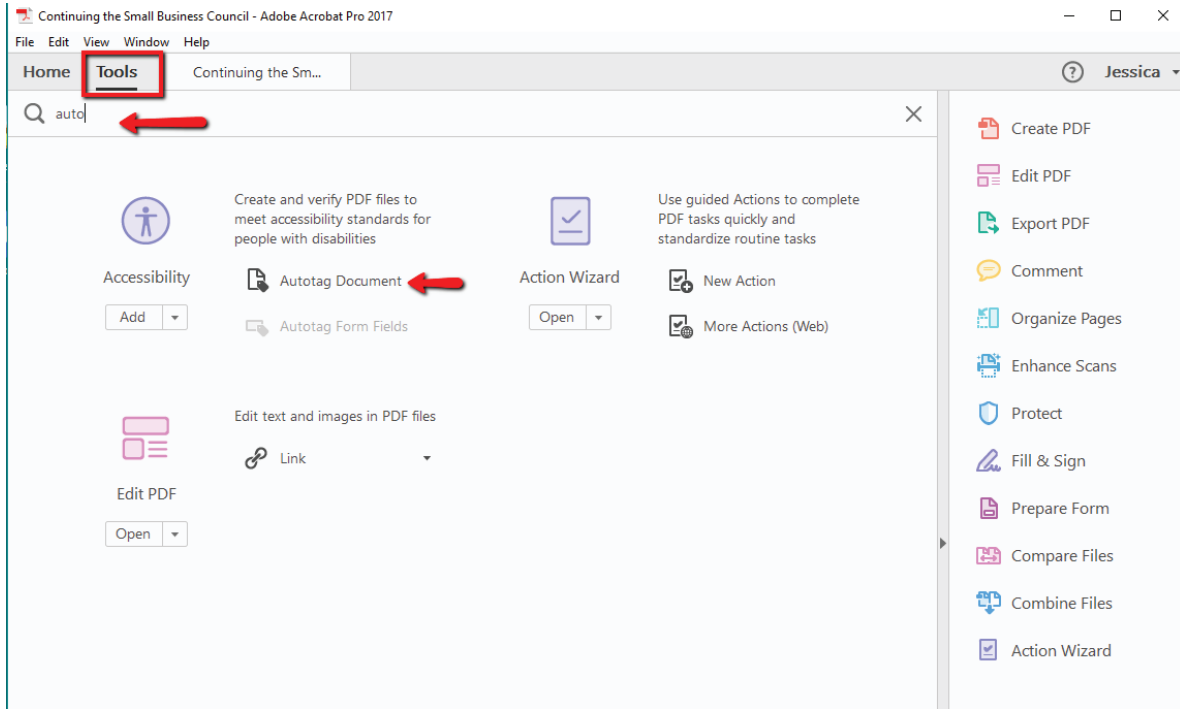 Continuing the Small Business Council - Adobe Acrobat Pro 2017
File Edit View Window Help
Home Tools Continuing the Sm... Jessica
auto
Create and verify PDF files to
meet accessibility standards for
people with disabilities
Accessibility
Add
Autotag Document
Autotag Form Fields
Use guided Actions to complete
PDF tasks quickly and
standardize routine tasks
Action Wizard
Open
New Action
More Actions (Web)
Edit text and images in PDF files
Link
Edit PDF
Open
Create PDF
Edit PDF
Export PDF
Comment
Organize Pages
Enhance Scans
Protect
Fill & Sign
Prepare Form
Compare Files
Combine Files
Action Wizard